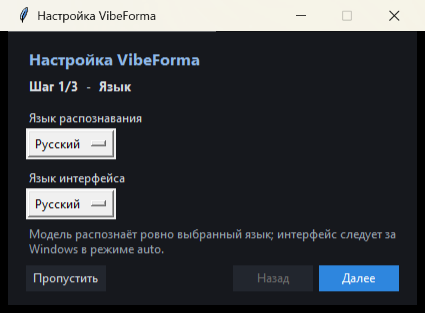 Настройка VibeForma
Настройка VibeForma
Шаг 1/3 - Язык
Язык распознавания
Русский
Язык интерфейса
Русский
Модель распознаёт ровно выбранный язык; интерфейс следует за
Windows в режиме auto.
Пропустить Назад Далее